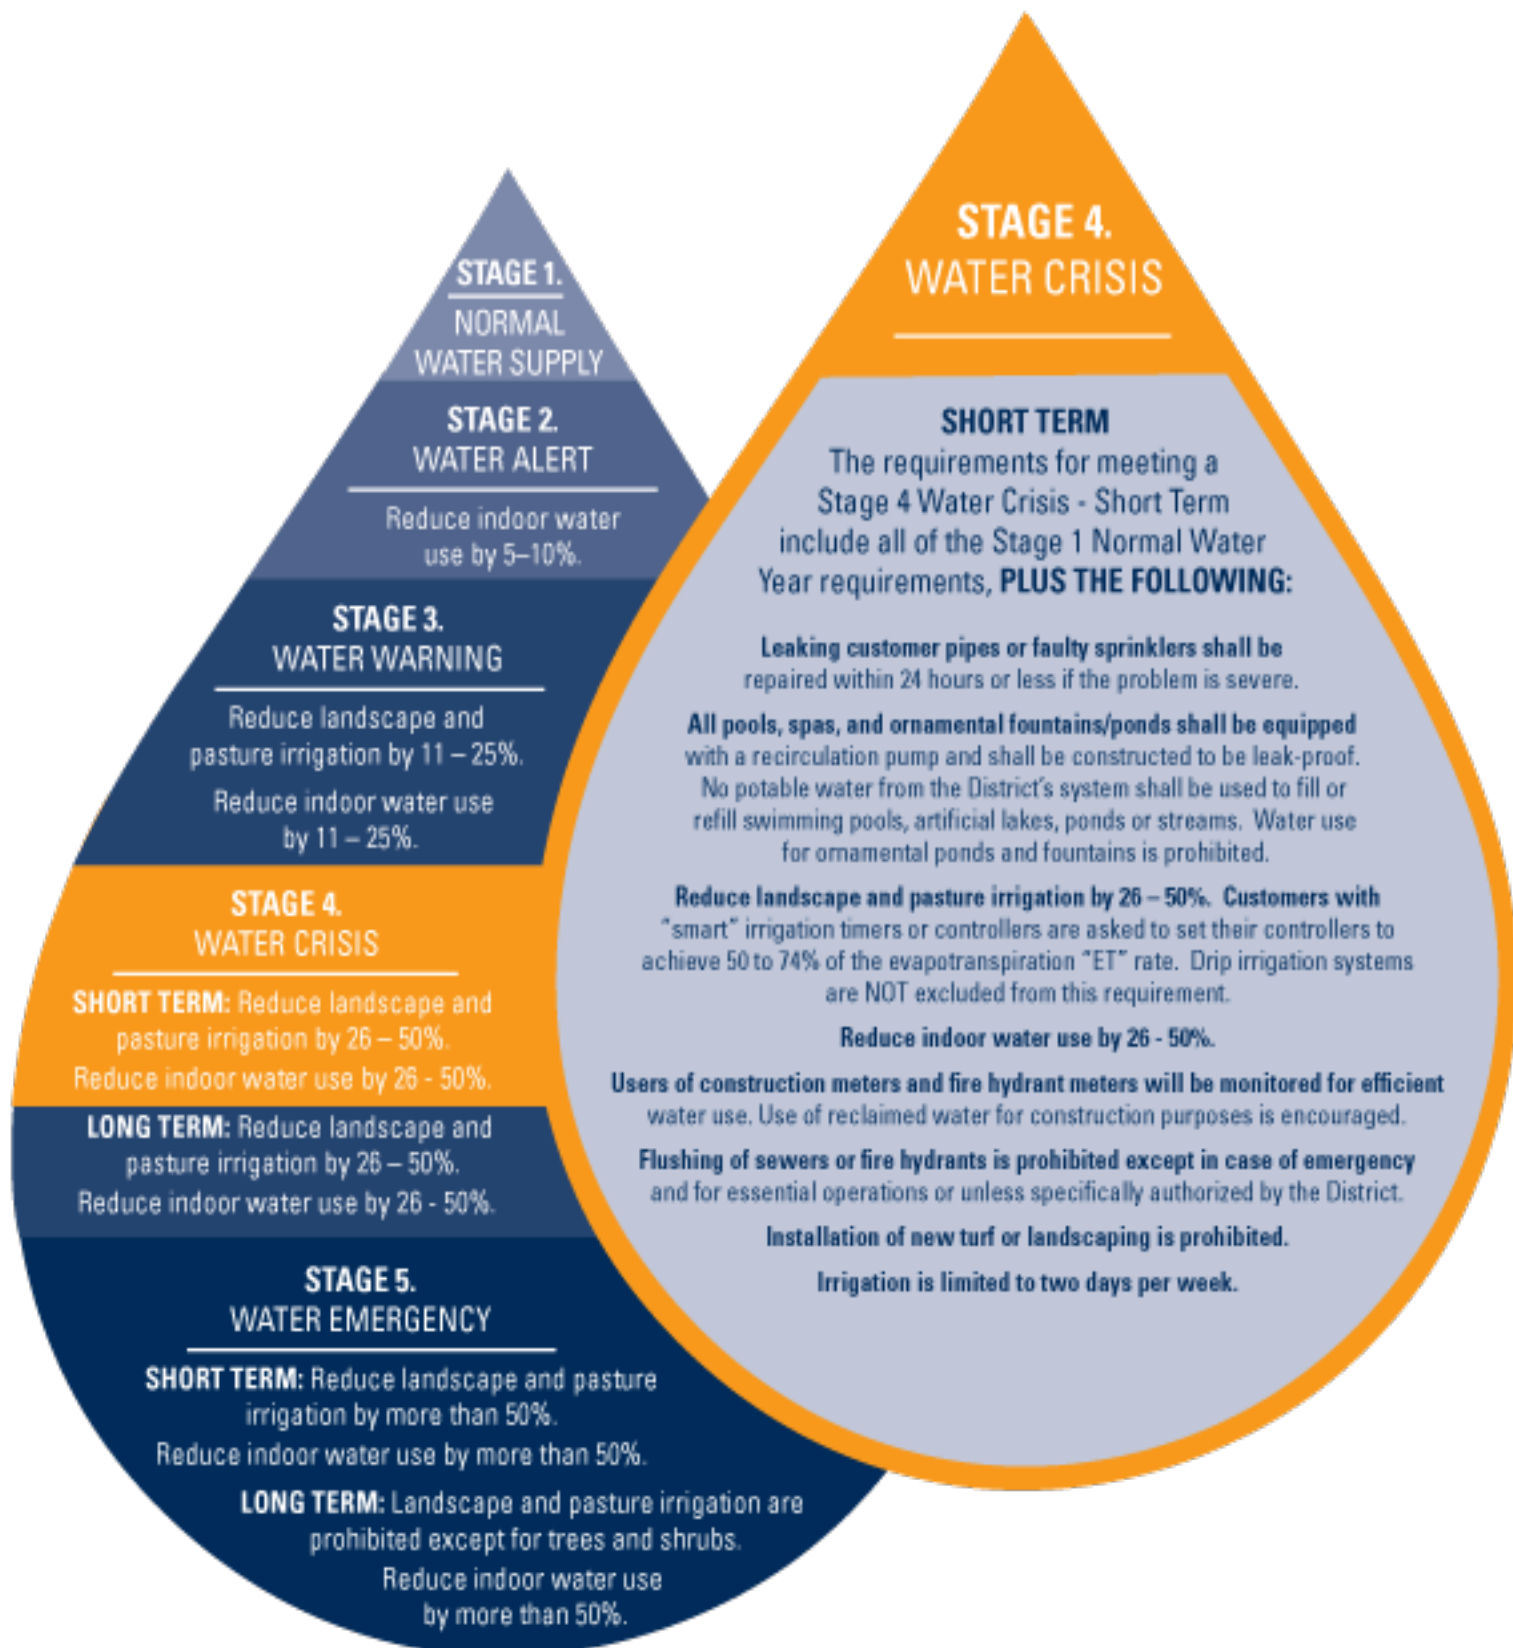 STAGE 1.
NORMAL
WATER SUPPLY
STAGE 2.
WATER ALERT
Reduce indoor water
use by 5–10%.
STAGE 3.
WATER WARNING
Reduce landscape and
pasture irrigation by 11 – 25%.
Reduce indoor water use
by 11 – 25%.
STAGE 4.
WATER CRISIS
SHORT TERM: Reduce landscape and
pasture irrigation by 26 – 50%.
Reduce indoor water use by 26 - 50%.
LONG TERM: Reduce landscape and
pasture irrigation by 26 – 50%.
Reduce indoor water use by 26 - 50%.
STAGE 5.
WATER EMERGENCY
SHORT TERM: Reduce landscape and pasture
irrigation by more than 50%.
Reduce indoor water use by more than 50%.
LONG TERM: Landscape and pasture irrigation are
prohibited except for trees and shrubs.
Reduce indoor water use
by more than 50%.
STAGE 4.
WATER CRISIS
SHORT TERM
The requirements for meeting a
Stage 4 Water Crisis - Short Term
include all of the Stage 1 Normal Water
Year requirements, PLUS THE FOLLOWING:
Leaking customer pipes or faulty sprinklers shall be
repaired within 24 hours or less if the problem is severe.
All pools, spas, and ornamental fountains/ponds shall be equipped
with a recirculation pump and shall be constructed to be leak-proof.
No potable water from the District's system shall be used to fill or
refill swimming pools, artificial lakes, ponds or streams. Water use
for ornamental ponds and fountains is prohibited.
Reduce landscape and pasture irrigation by 26 – 50%. Customers with
"smart" irrigation timers or controllers are asked to set their controllers to
achieve 50 to 74% of the evapotranspiration "ET" rate. Drip irrigation systems
are NOT excluded from this requirement.
Reduce indoor water use by 26 - 50%.
Users of construction meters and fire hydrant meters will be monitored for efficient
water use. Use of reclaimed water for construction purposes is encouraged.
Flushing of sewers or fire hydrants is prohibited except in case of emergency
and for essential operations or unless specifically authorized by the District.
Installation of new turf or landscaping is prohibited.
Irrigation is limited to two days per week.